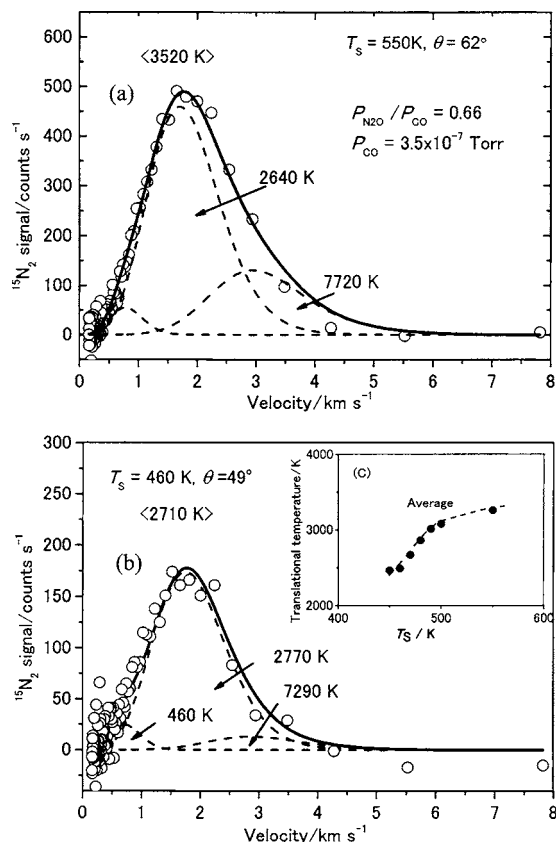 <3520 K>
T_S = 550K, θ = 62°
(a)
P_N2O / P_CO = 0.66
P_CO = 3.5x10⁻⁷ Torr
2640 K
7720 K
¹⁵N₂ signal/counts s⁻¹
600
500
400
300
200
100
0
0 1 2 3 4 5 6 7 8
Velocity/km s⁻¹
T_S = 460 K, θ =49°
<2710 K>
(b)
2770 K
7290 K
460 K
¹⁵N₂ signal/counts s⁻¹
300
250
200
150
100
50
0
0 1 2 3 4 5 6 7 8
Velocity/km s⁻¹
(C)
Average
Translational temperature/K
4000
3000
2000
400 500 600
T_S / K